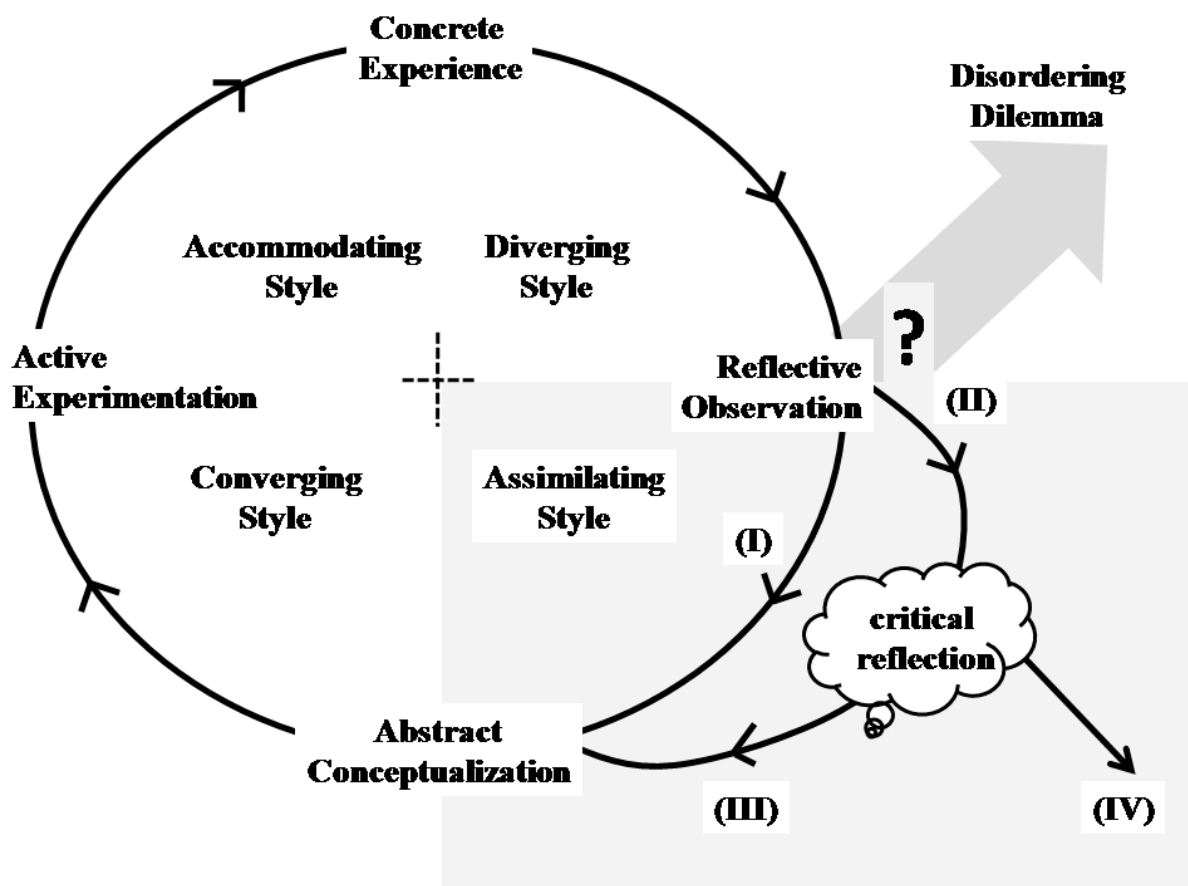 Concrete
Experience
Disordering
Dilemma
Accommodating
Style
Diverging
Style
?
Active
Experimentation
Reflective
Observation
(II)
Converging
Style
Assimilating
Style
(I)
critical
reflection
Abstract
Conceptualization
(III)
(IV)